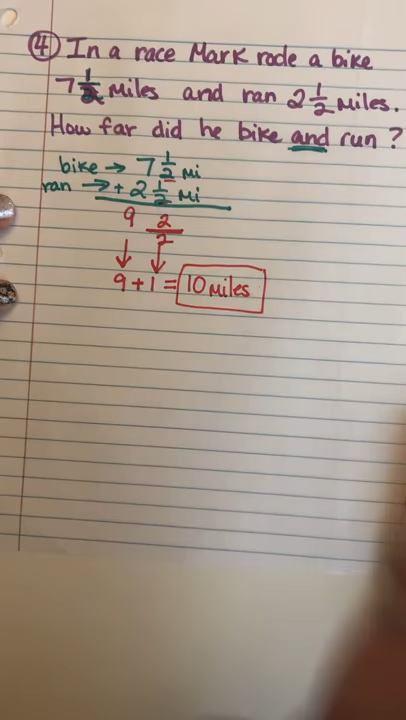 ④ In a race Mark rode a bike
7 1/2 miles and ran 2 1/2 miles.
How far did he bike and run ?
bike → 7 1/2 mi
ran → + 2 1/2 mi
9 2/2
↓ ↓
9 + 1 = 10 miles